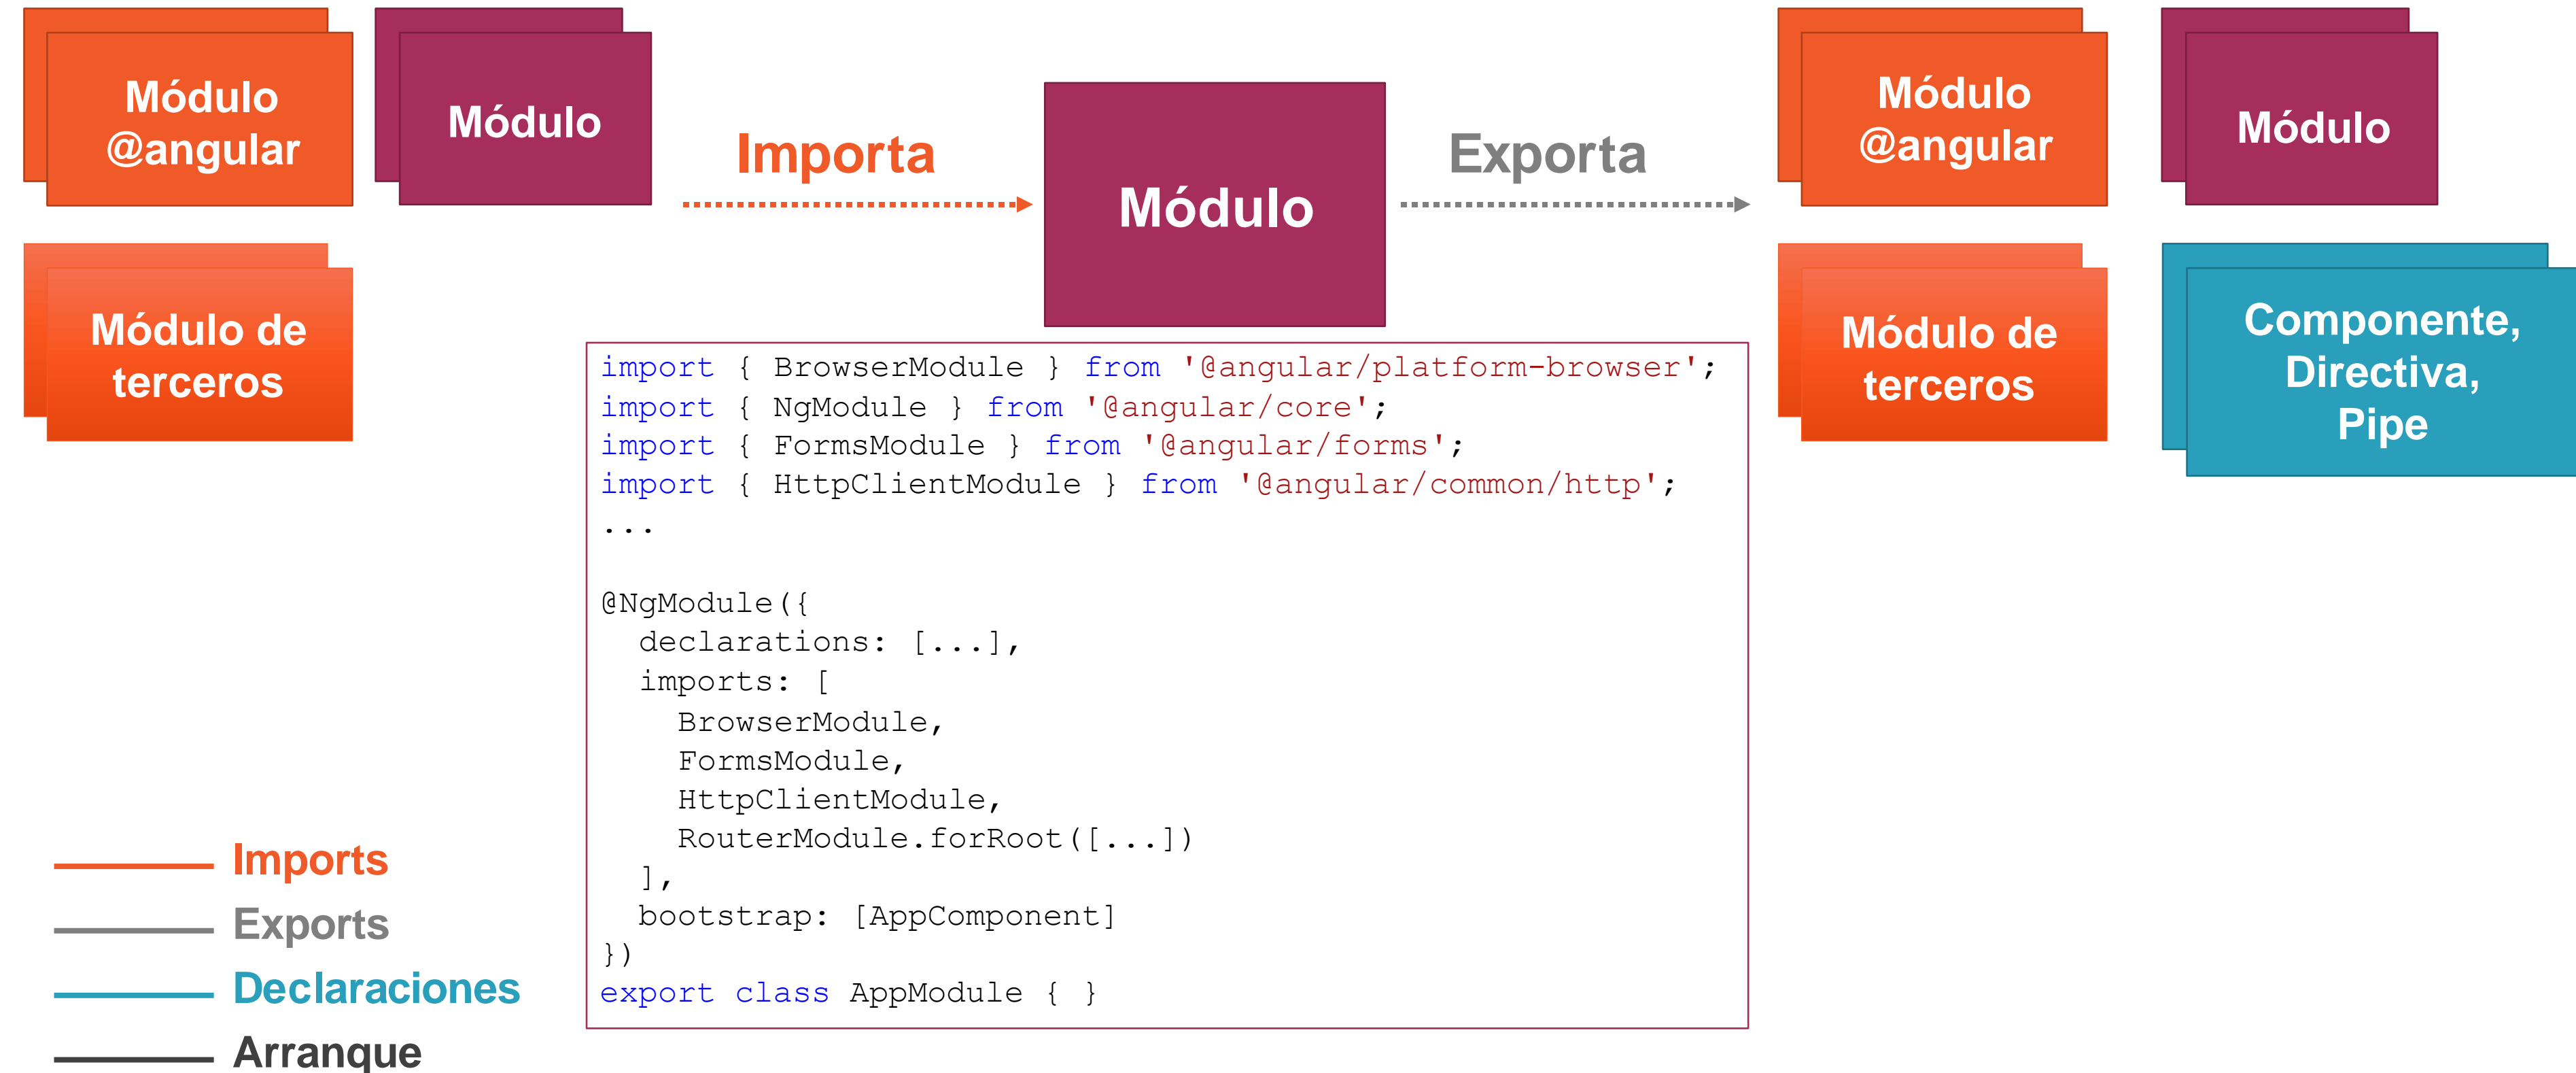 Módulo
@angular
Módulo
Módulo de
terceros
Importa
Módulo
Exporta
Módulo
@angular
Módulo
Módulo de
terceros
Componente,
Directiva,
Pipe
import { BrowserModule } from '@angular/platform-browser';
import { NgModule } from '@angular/core';
import { FormsModule } from '@angular/forms';
import { HttpClientModule } from '@angular/common/http';
...
@NgModule({
  declarations: [...],
  imports: [
    BrowserModule,
    FormsModule,
    HttpClientModule,
    RouterModule.forRoot([...])
  ],
  bootstrap: [AppComponent]
})
export class AppModule { }
Imports
Exports
Declaraciones
Arranque